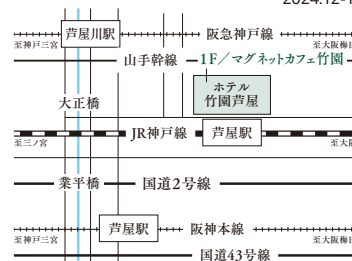 2024.12-1
芦屋川駅
阪急神戸線
至神戸三宮
至大阪梅田
山手幹線
1F／マグネットカフェ竹園
ホテル
竹園芦屋
大正橋
JR神戸線
芦屋駅
至三ノ宮
至大阪
業平橋
国道2号線
芦屋駅
阪神本線
至神戸三宮
至大阪梅田
国道43号線